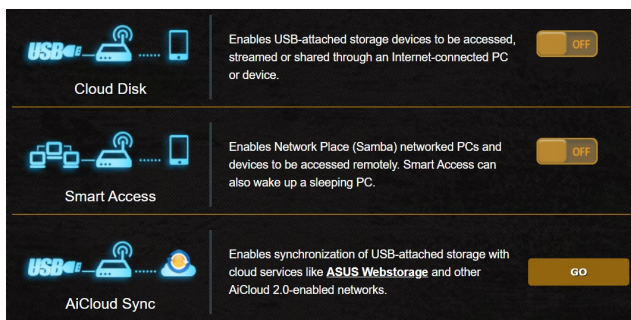 USB
Cloud Disk
Enables USB-attached storage devices to be accessed,
streamed or shared through an Internet-connected PC
or device.
OFF
Smart Access
Enables Network Place (Samba) networked PCs and
devices to be accessed remotely. Smart Access can
also wake up a sleeping PC.
OFF
USB
AiCloud Sync
Enables synchronization of USB-attached storage with
cloud services like ASUS Webstorage and other
AiCloud 2.0-enabled networks.
GO